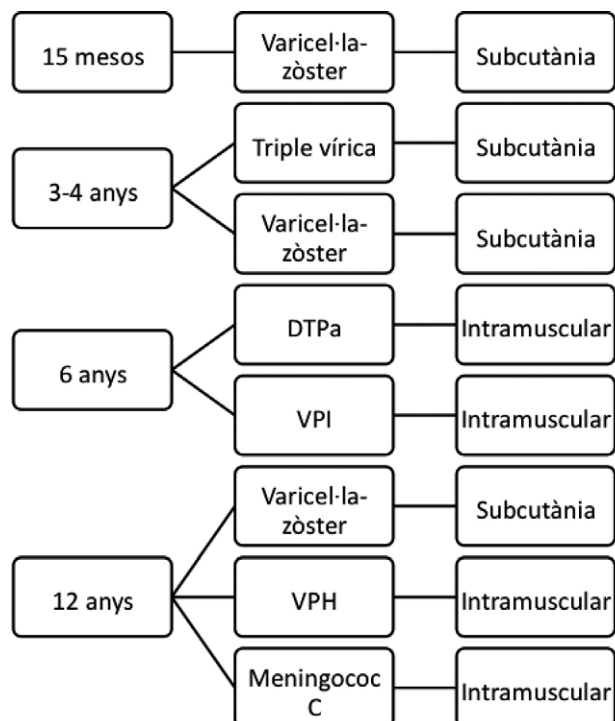 15 mesos
Varicel·la-
zòster
Subcutània
3-4 anys
Triple vírica
Subcutània
Varicel·la-
zòster
Subcutània
6 anys
DTPa
Intramuscular
VPI
Intramuscular
12 anys
Varicel·la-
zòster
Subcutània
VPH
Intramuscular
Meningococ
C
Intramuscular